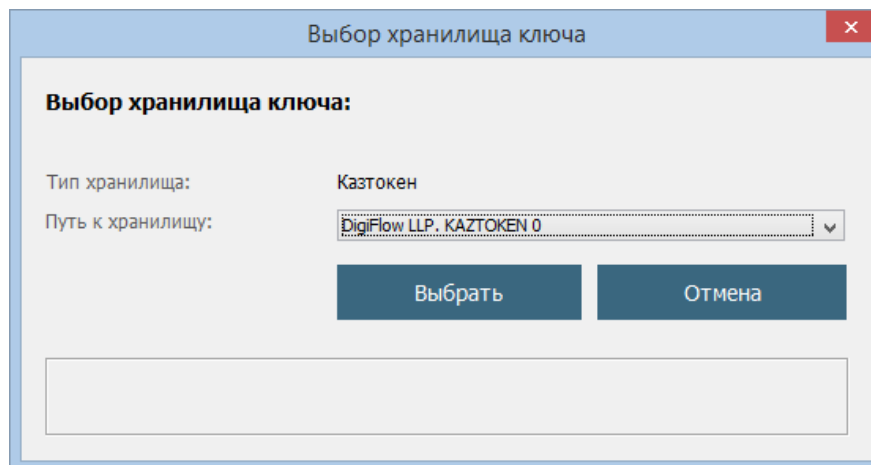 Выбор хранилища ключа
Выбор хранилища ключа:
Тип хранилища: Казтокен
Путь к хранилищу: DigiFlow LLP. KAZTOKEN 0
Выбрать Отмена